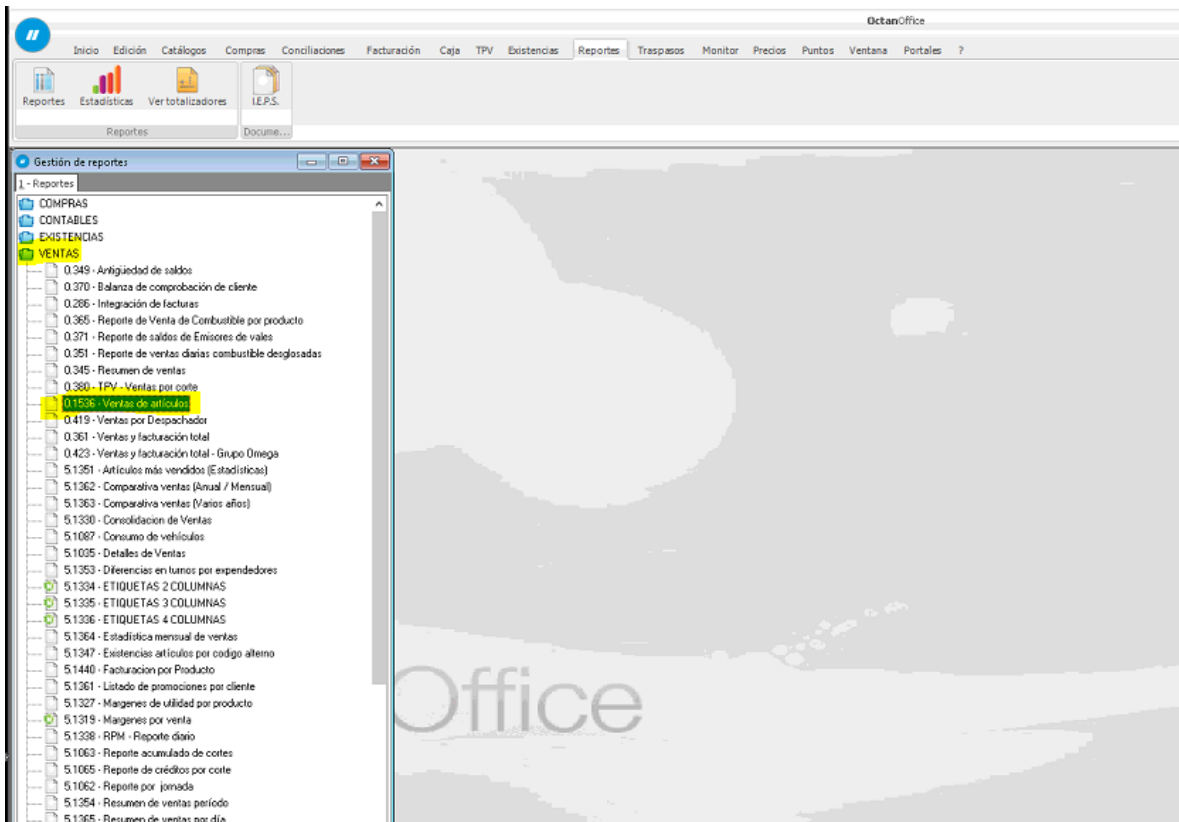 OctanOffice
Inicio Edición Catálogos Compras Conciliaciones Facturación Caja TPV Existencias Reportes Traspasos Monitor Precios Puntos Ventana Portales ?
Reportes Estadísticas Ver totalizadores I.E.P.S.
Reportes Docume...
Gestión de reportes
1 - Reportes
COMPRAS
CONTABLES
EXISTENCIAS
VENTAS
0.349 - Antigüedad de saldos
0.370 - Balanza de comprobación de cliente
0.286 - Integración de facturas
0.365 - Reporte de Venta de Combustible por producto
0.371 - Reporte de saldos de Emisores de vales
0.351 - Reporte de ventas diarias combustible desglosadas
0.345 - Resumen de ventas
0.380 - TPV - Ventas por corte
0.1536 - Ventas de artículos
0.419 - Ventas por Despachador
0.361 - Ventas y facturación total
0.423 - Ventas y facturación total - Grupo Omega
5.1351 - Artículos más vendidos (Estadísticas)
5.1362 - Comparativa ventas (Anual / Mensual)
5.1363 - Comparativa ventas (Varios años)
5.1330 - Consolidacion de Ventas
5.1087 - Consumo de vehículos
5.1035 - Detalles de Ventas
5.1353 - Diferencias en turnos por expendedores
5.1334 - ETIQUETAS 2 COLUMNAS
5.1335 - ETIQUETAS 3 COLUMNAS
5.1336 - ETIQUETAS 4 COLUMNAS
5.1364 - Estadística mensual de ventas
5.1347 - Existencias artículos por codigo alterno
5.1440 - Facturacion por Producto
5.1361 - Listado de promociones por cliente
5.1327 - Margenes de utilidad por producto
5.1319 - Margenes por venta
5.1338 - RPM - Reporte diario
5.1063 - Reporte acumulado de cortes
5.1065 - Reporte de créditos por corte
5.1062 - Reporte por jornada
5.1354 - Resumen de ventas período
5.1365 - Resumen de ventas por día
Office